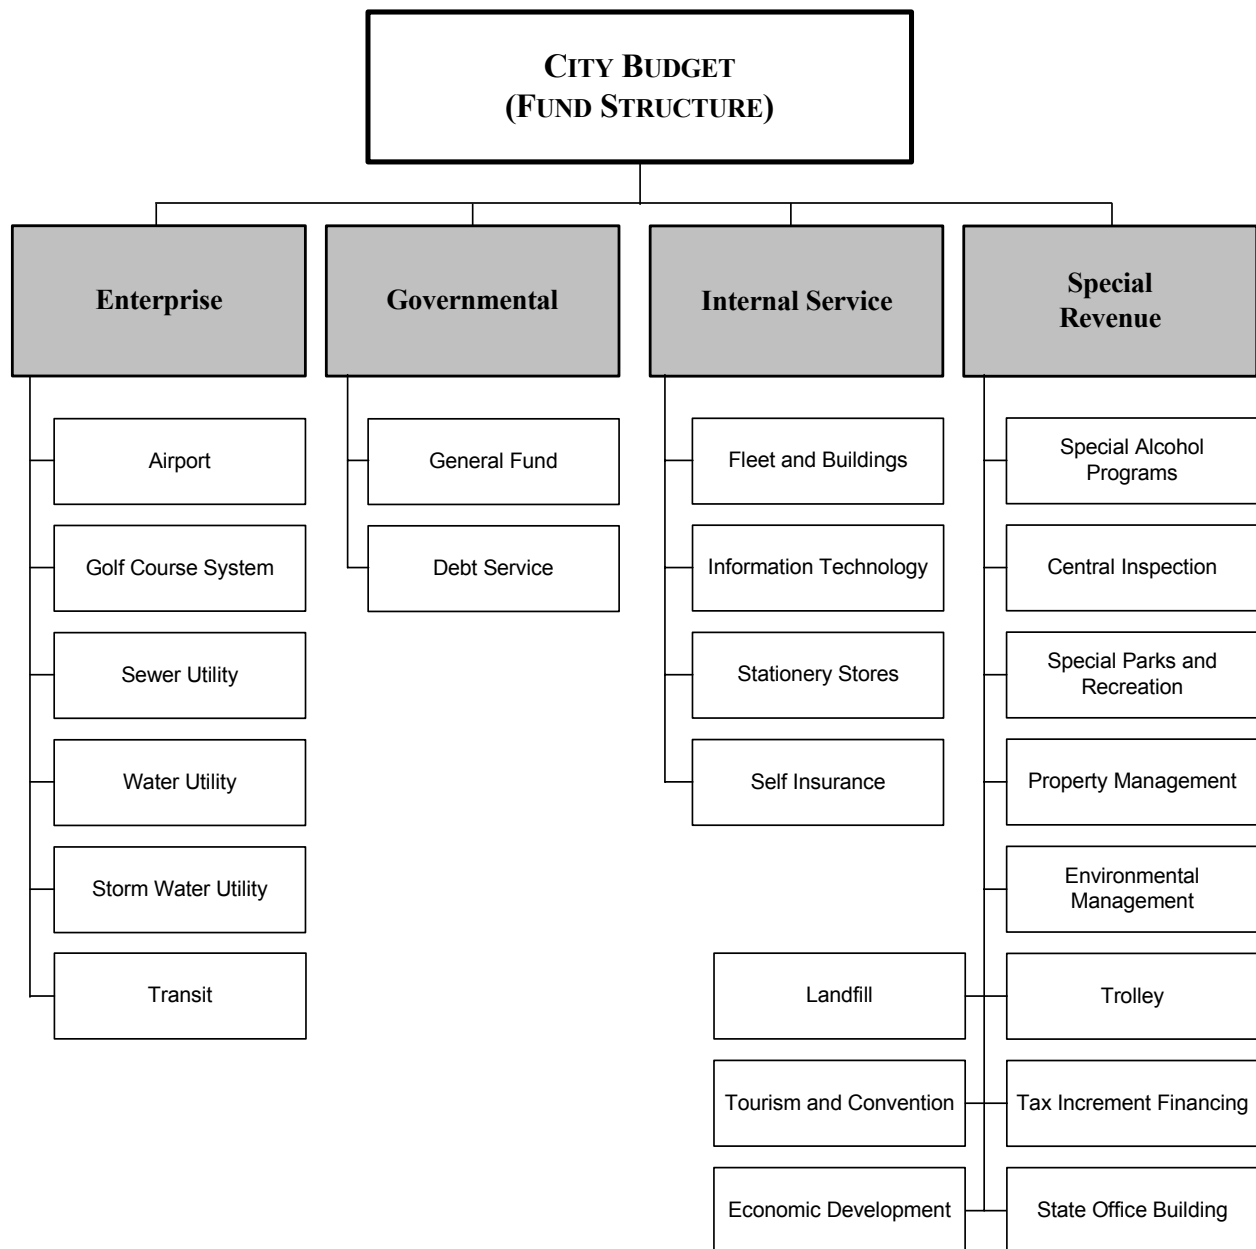 CITY BUDGET
(FUND STRUCTURE)
Enterprise
Governmental
Internal Service
Special
Revenue
Airport
Golf Course System
Sewer Utility
Water Utility
Storm Water Utility
Transit
General Fund
Debt Service
Fleet and Buildings
Information Technology
Stationery Stores
Self Insurance
Special Alcohol
Programs
Central Inspection
Special Parks and
Recreation
Property Management
Environmental
Management
Landfill
Trolley
Tourism and Convention
Tax Increment Financing
Economic Development
State Office Building